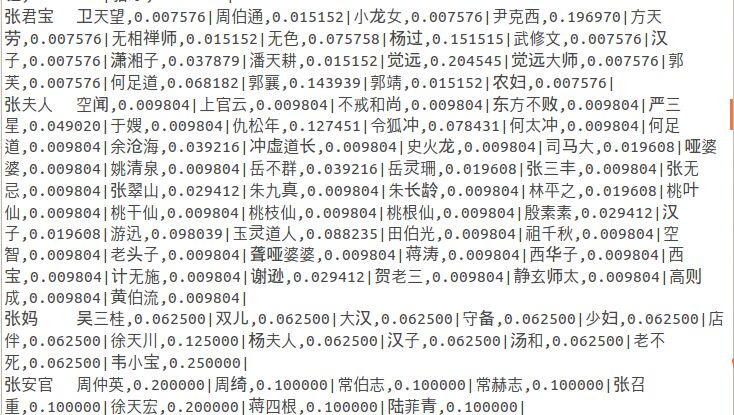 张君宝 卫天望,0.007576|周伯通,0.015152|小龙女,0.007576|尹克西,0.196970|方天
劳,0.007576|无相禅师,0.015152|无色,0.075758|杨过,0.151515|武修文,0.007576|汉
子,0.007576|潇湘子,0.037879|潘天耕,0.015152|觉远,0.204545|觉远大师,0.007576|郭
芙,0.007576|何足道,0.068182|郭襄,0.143939|郭靖,0.015152|农妇,0.007576|
张夫人 空闻,0.009804|上官云,0.009804|不戒和尚,0.009804|东方不败,0.009804|严三
星,0.049020|于嫂,0.009804|仇松年,0.127451|令狐冲,0.078431|何太冲,0.009804|何足
道,0.009804|余沧海,0.039216|冲虚道长,0.009804|史火龙,0.009804|司马大,0.019608|哑婆
婆,0.009804|姚清泉,0.009804|岳不群,0.039216|岳灵珊,0.019608|张三丰,0.009804|张无
忌,0.009804|张翠山,0.029412|朱九真,0.009804|朱长龄,0.009804|林平之,0.019608|桃叶
仙,0.009804|桃干仙,0.009804|桃枝仙,0.009804|桃根仙,0.009804|殷素素,0.029412|汉
子,0.019608|游迅,0.098039|玉灵道人,0.088235|田伯光,0.009804|祖千秋,0.009804|空
智,0.009804|老头子,0.009804|聋哑婆婆,0.009804|蒋涛,0.009804|西华子,0.009804|西
宝,0.009804|计无施,0.009804|谢逊,0.029412|贺老三,0.009804|静玄师太,0.009804|高则
成,0.009804|黄伯流,0.009804|
张妈 吴三桂,0.062500|双儿,0.062500|大汉,0.062500|守备,0.062500|少妇,0.062500|店
伴,0.062500|徐天川,0.125000|杨夫人,0.062500|汉子,0.062500|汤和,0.062500|老不
死,0.062500|韦小宝,0.250000|
张安官 周仲英,0.200000|周绮,0.100000|常伯志,0.100000|常赫志,0.100000|张召
重,0.100000|徐天宏,0.200000|蒋四根,0.100000|陆菲青,0.100000|